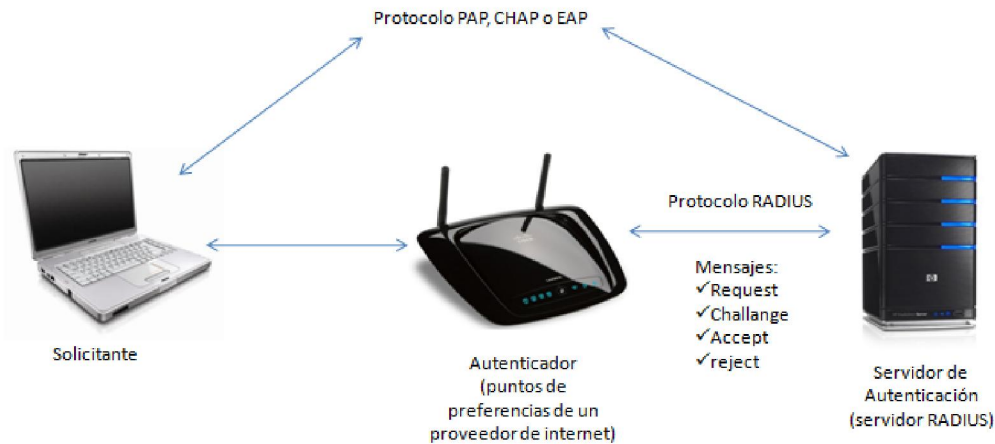 Protocolo PAP, CHAP o EAP
Protocolo RADIUS
Mensajes:
✓Request
✓Challange
✓Accept
✓reject
Solicitante
Autenticador
(puntos de
preferencias de un
proveedor de internet)
Servidor de
Autenticación
(servidor RADIUS)